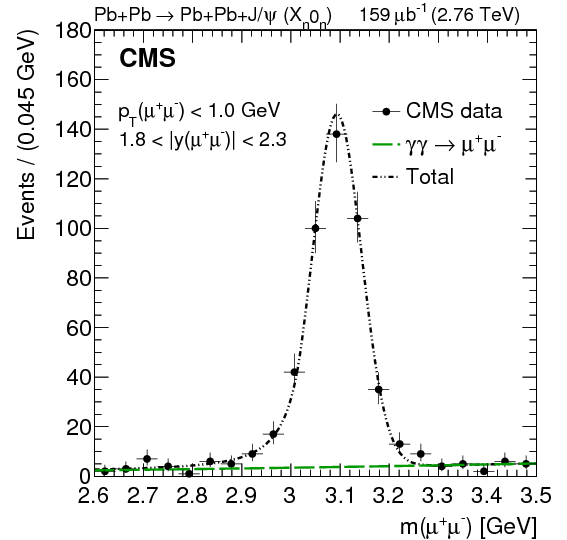 Pb+Pb → Pb+Pb+J/ψ (Xn0n) 159 μb⁻¹ (2.76 TeV)
CMS
pT(μ⁺μ⁻) < 1.0 GeV
1.8 < |y(μ⁺μ⁻)| < 2.3
CMS data
γγ → μ⁺μ⁻
Total
Events / (0.045 GeV)
180
160
140
120
100
80
60
40
20
0
2.6 2.7 2.8 2.9 3 3.1 3.2 3.3 3.4 3.5
m(μ⁺μ⁻) [GeV]